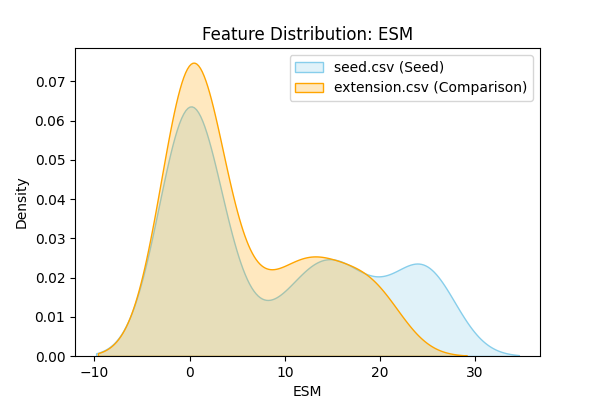 Feature Distribution: ESM
seed.csv (Seed)
extension.csv (Comparison)
Density
0.07
0.06
0.05
0.04
0.03
0.02
0.01
0.00
−10
0
10
20
30
ESM